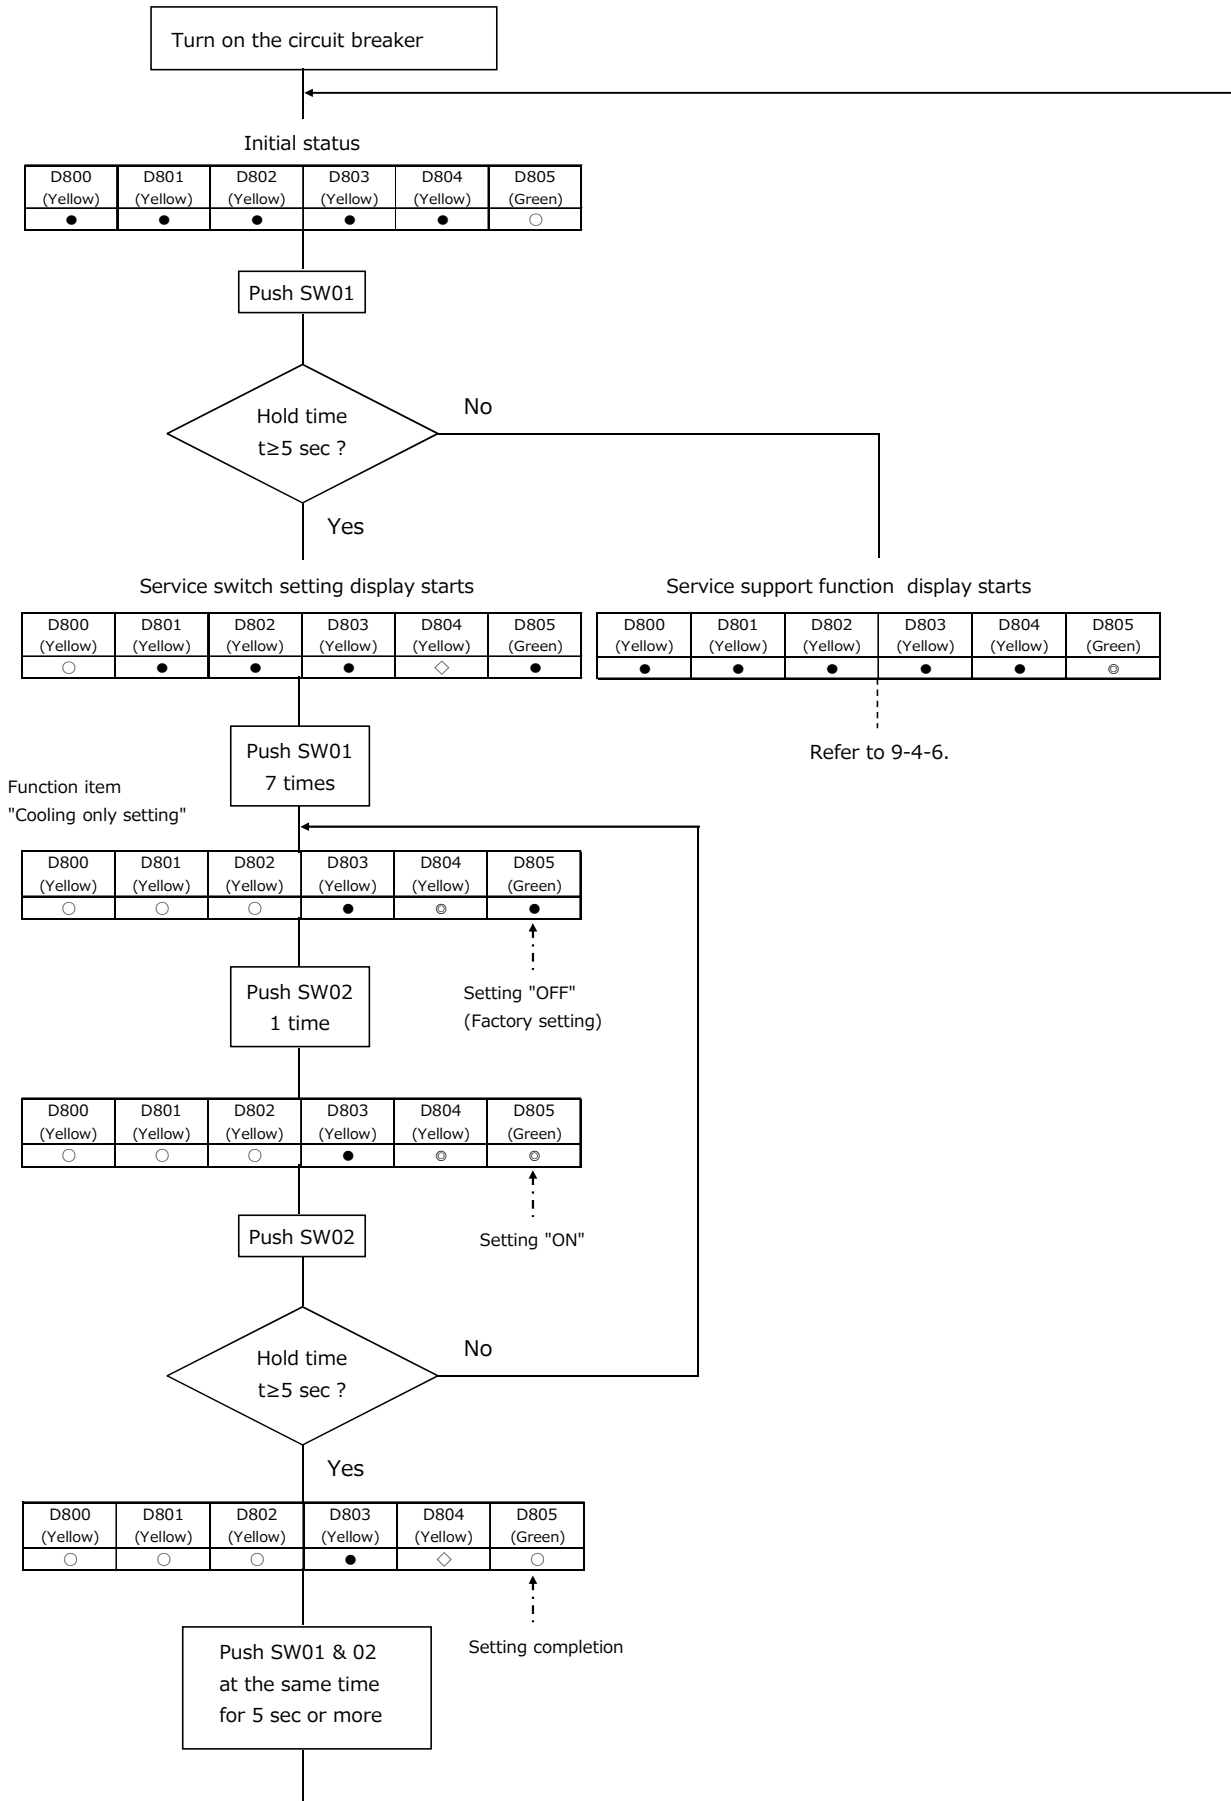 Turn on the circuit breaker
Initial status
D800 D801 D802 D803 D804 D805
(Yellow) (Yellow) (Yellow) (Yellow) (Yellow) (Green)
● ● ● ● ● ○
Push SW01
Hold time
t≥5 sec ?
No
Yes
Service switch setting display starts
D800 D801 D802 D803 D804 D805
(Yellow) (Yellow) (Yellow) (Yellow) (Yellow) (Green)
○ ● ● ● ◇ ●
Service support function display starts
D800 D801 D802 D803 D804 D805
(Yellow) (Yellow) (Yellow) (Yellow) (Yellow) (Green)
● ● ● ● ● ◎
Refer to 9-4-6.
Push SW01
7 times
Function item
"Cooling only setting"
D800 D801 D802 D803 D804 D805
(Yellow) (Yellow) (Yellow) (Yellow) (Yellow) (Green)
○ ○ ○ ● ◎ ●
Push SW02
1 time
Setting "OFF"
(Factory setting)
D800 D801 D802 D803 D804 D805
(Yellow) (Yellow) (Yellow) (Yellow) (Yellow) (Green)
○ ○ ○ ● ◎ ◎
Push SW02
Setting "ON"
Hold time
t≥5 sec ?
No
Yes
D800 D801 D802 D803 D804 D805
(Yellow) (Yellow) (Yellow) (Yellow) (Yellow) (Green)
○ ○ ○ ● ◇ ○
Setting completion
Push SW01 & 02
at the same time
for 5 sec or more